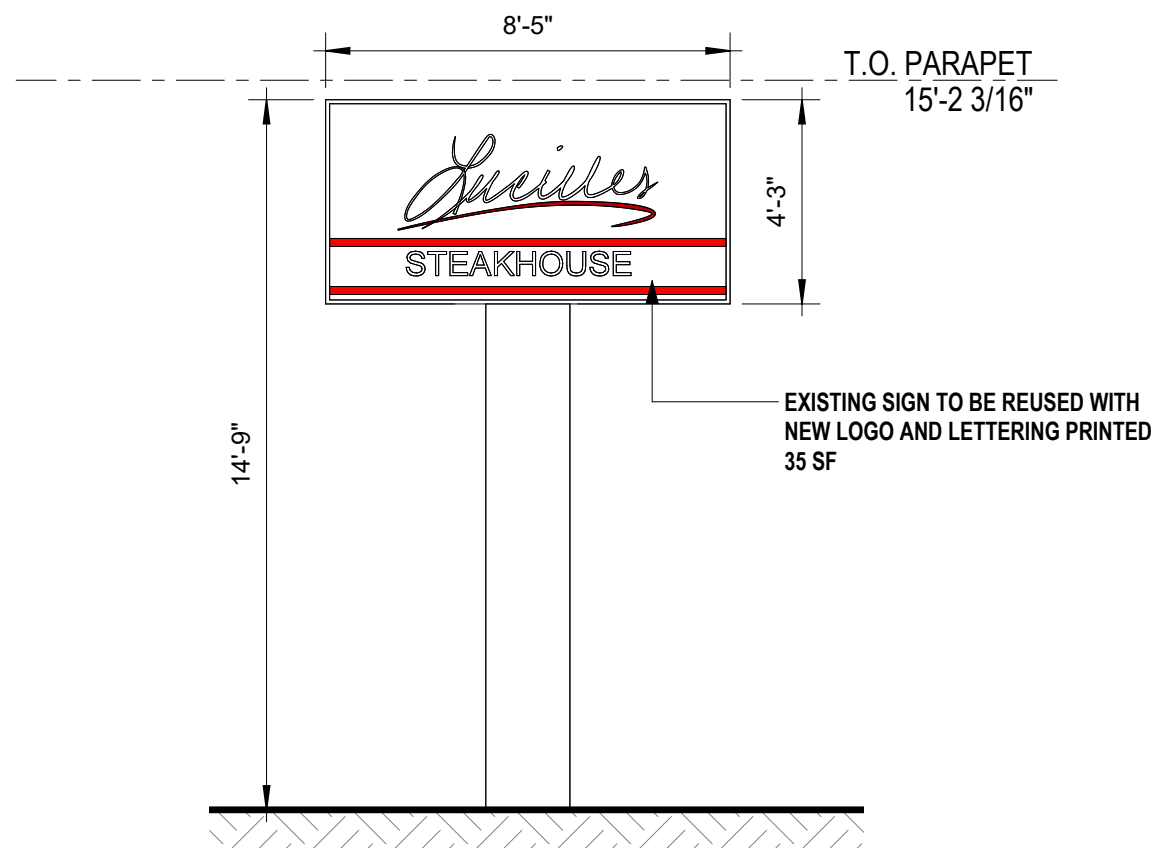 8'-5"
T.O. PARAPET
15'-2 3/16"
Lucilles
STEAKHOUSE
4'-3"
14'-9"
EXISTING SIGN TO BE REUSED WITH
NEW LOGO AND LETTERING PRINTED
35 SF